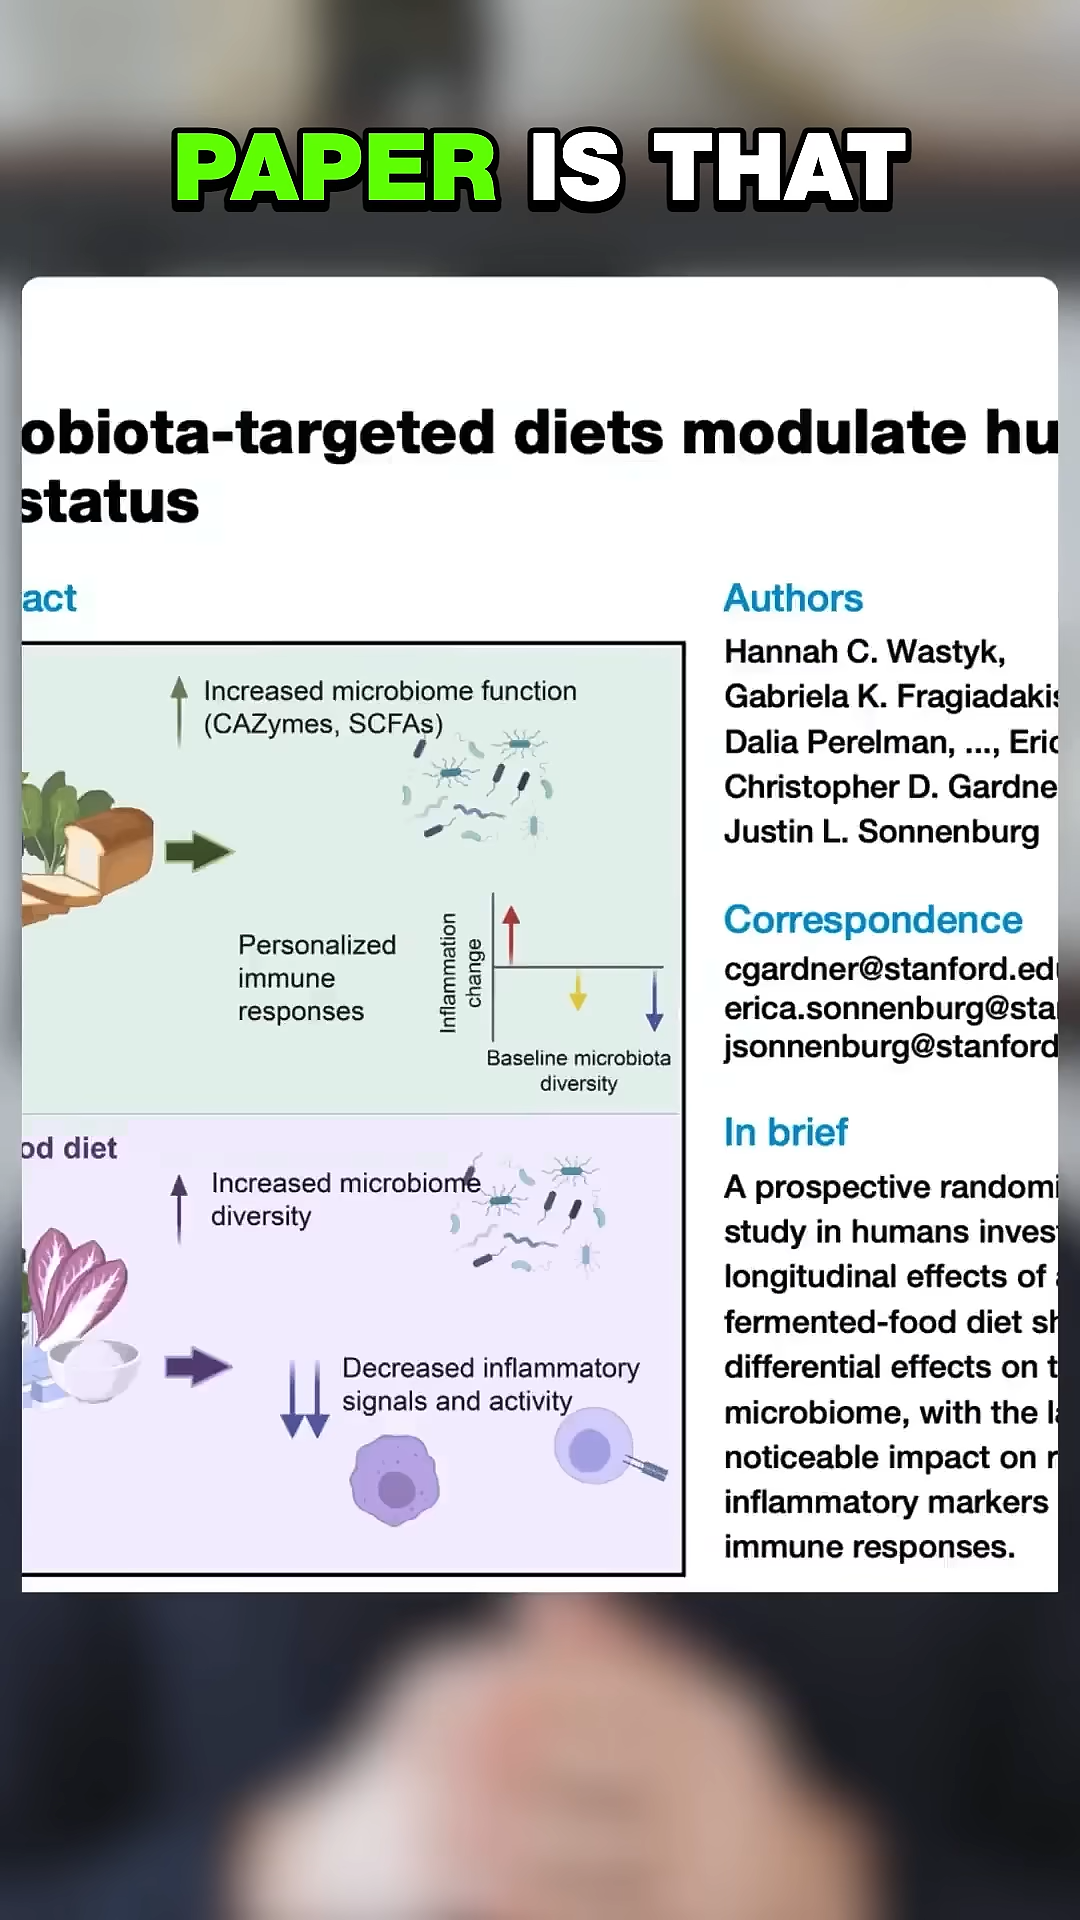 PAPER IS THAT
obiota-targeted diets modulate hu
status
act
Increased microbiome function
(CAZymes, SCFAs)
Personalized
immune
responses
Inflammation
change
Baseline microbiota
diversity
od diet
Increased microbiome
diversity
Decreased inflammatory
signals and activity
Authors
Hannah C. Wastyk,
Gabriela K. Fragiadakis
Dalia Perelman, ..., Eric
Christopher D. Gardne
Justin L. Sonnenburg
Correspondence
cgardner@stanford.edu
erica.sonnenburg@sta
jsonnenburg@stanford
In brief
A prospective randomi
study in humans inves
longitudinal effects of
fermented-food diet sh
differential effects on t
microbiome, with the la
noticeable impact on r
inflammatory markers
immune responses.